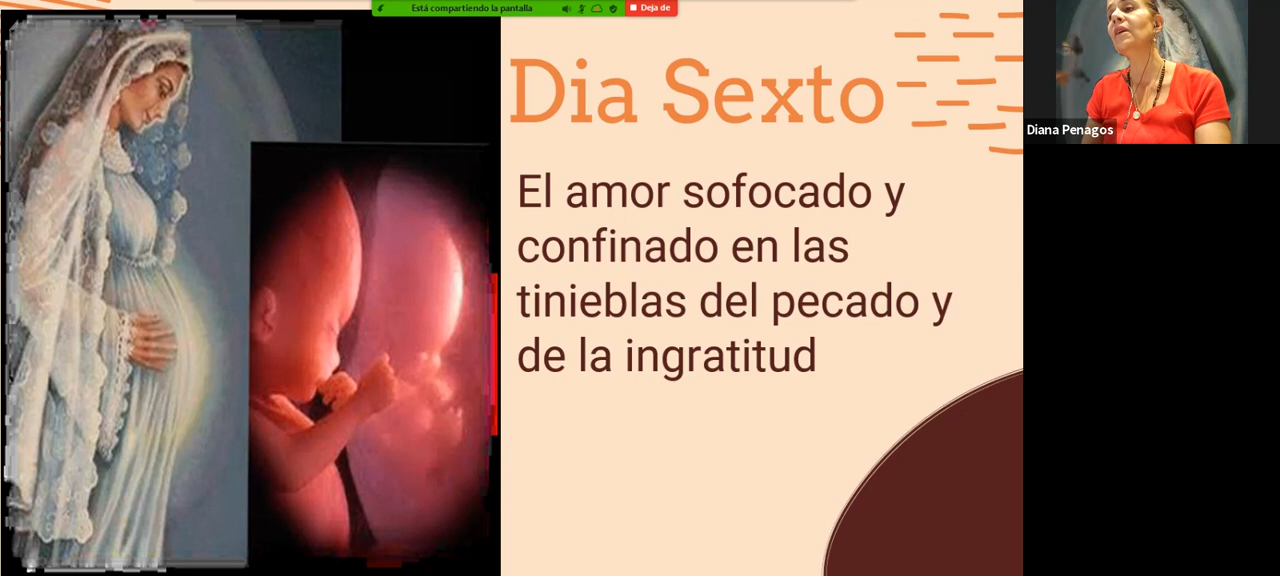 Está compartiendo la pantalla
Deja de
Dia Sexto
El amor sofocado y
confinado en las
tinieblas del pecado y
de la ingratitud
Diana Penagos